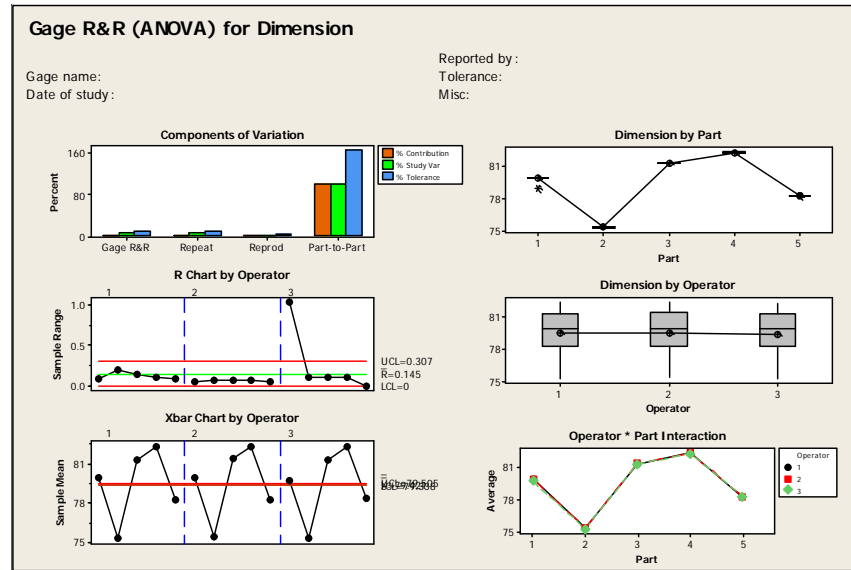 Gage R&R (ANOVA) for Dimension
Reported by:
Gage name:
Tolerance:
Date of study:
Misc:
Components of Variation
Percent
160
80
0
Gage R&R Repeat Reprod Part-to-Part
% Contribution
% Study Var
% Tolerance
Dimension by Part
81
78
75
1 2 3 4 5
Part
R Chart by Operator
1 2 3
Sample Range
1.0
0.5
0.0
UCL=0.307
R=0.145
LCL=0
Dimension by Operator
81
78
75
1 2 3
Operator
Xbar Chart by Operator
1 2 3
Sample Mean
81
78
75
Operator * Part Interaction
Average
81
78
75
1 2 3 4 5
Part
Operator
1
2
3